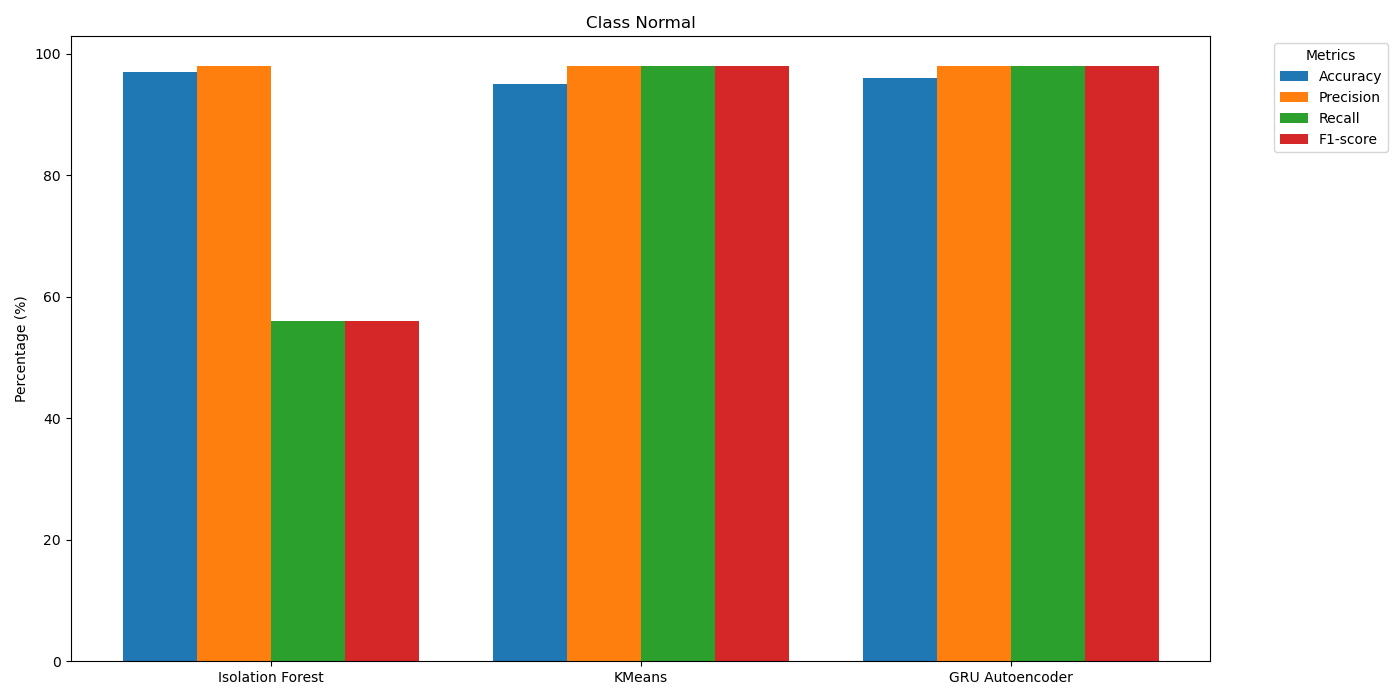 Class Normal
Metrics
Accuracy
Precision
Recall
F1-score
Percentage (%)
100
80
60
40
20
0
Isolation Forest
KMeans
GRU Autoencoder